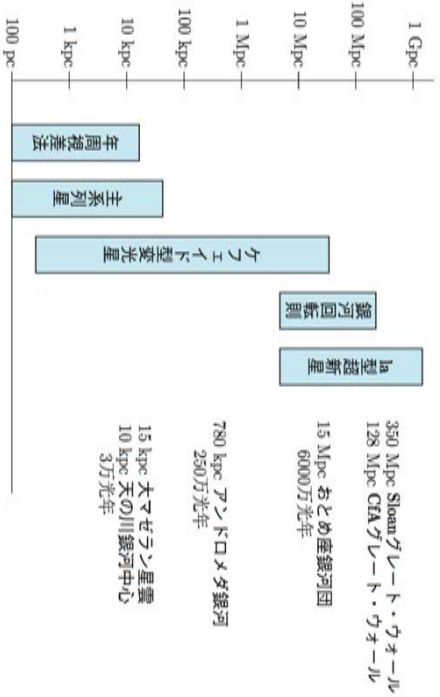 1 Gpc
100 Mpc
10 Mpc
1 Mpc
100 kpc
10 kpc
1 kpc
100 pc
年周視差法
主系列星
ケフェイド型変光星
銀河回転則
Ia型超新星
350 Mpc Sloanグレート・ウォール
128 Mpc CfAグレート・ウォール
15 Mpc おとめ座銀河団
6000万光年
780 kpc アンドロメダ銀河
250万光年
15 kpc 大マゼラン星雲
10 kpc 天の川銀河中心
3万光年